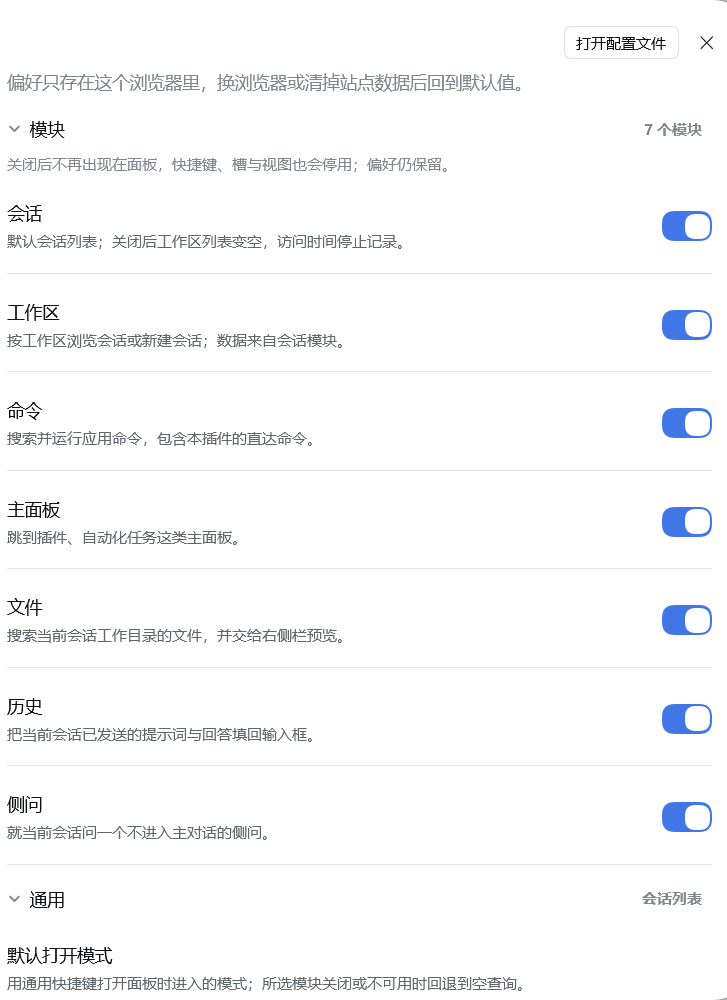 打开配置文件
偏好只存在这个浏览器里，换浏览器或清掉站点数据后回到默认值。
模块
7 个模块
关闭后不再出现在面板，快捷键、槽与视图也会停用；偏好仍保留。
会话
默认会话列表；关闭后工作区列表变空，访问时间停止记录。
工作区
按工作区浏览会话或新建会话；数据来自会话模块。
命令
搜索并运行应用命令，包含本插件的直达命令。
主面板
跳到插件、自动化任务这类主面板。
文件
搜索当前会话工作目录的文件，并交给右侧栏预览。
历史
把当前会话已发送的提示词与回答填回输入框。
侧问
就当前会话问一个不进入主对话的侧问。
通用
会话列表
默认打开模式
用通用快捷键打开面板时进入的模式；所选模块关闭或不可用时回退到空查询。